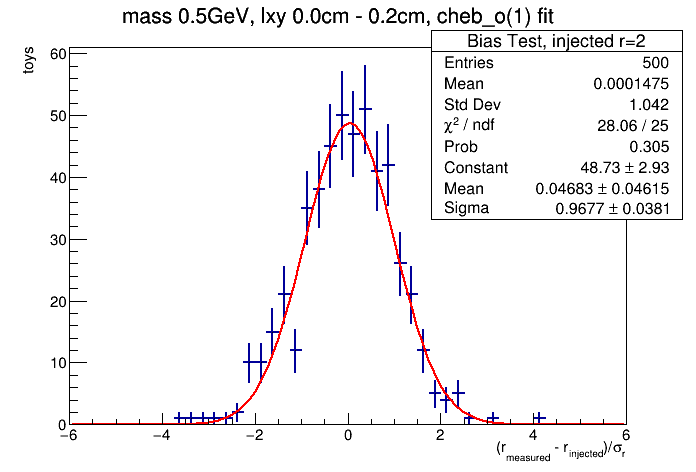 mass 0.5GeV, lxy 0.0cm - 0.2cm, cheb_o(1) fit
toys
Bias Test, injected r=2
Entries 500
Mean 0.0001475
Std Dev 1.042
χ² / ndf 28.06 / 25
Prob 0.305
Constant 48.73 ± 2.93
Mean 0.04683 ± 0.04615
Sigma 0.9677 ± 0.0381
60
50
40
30
20
10
0
−6 −4 −2 0 2 4 6
(r_measured - r_injected)/σ_r